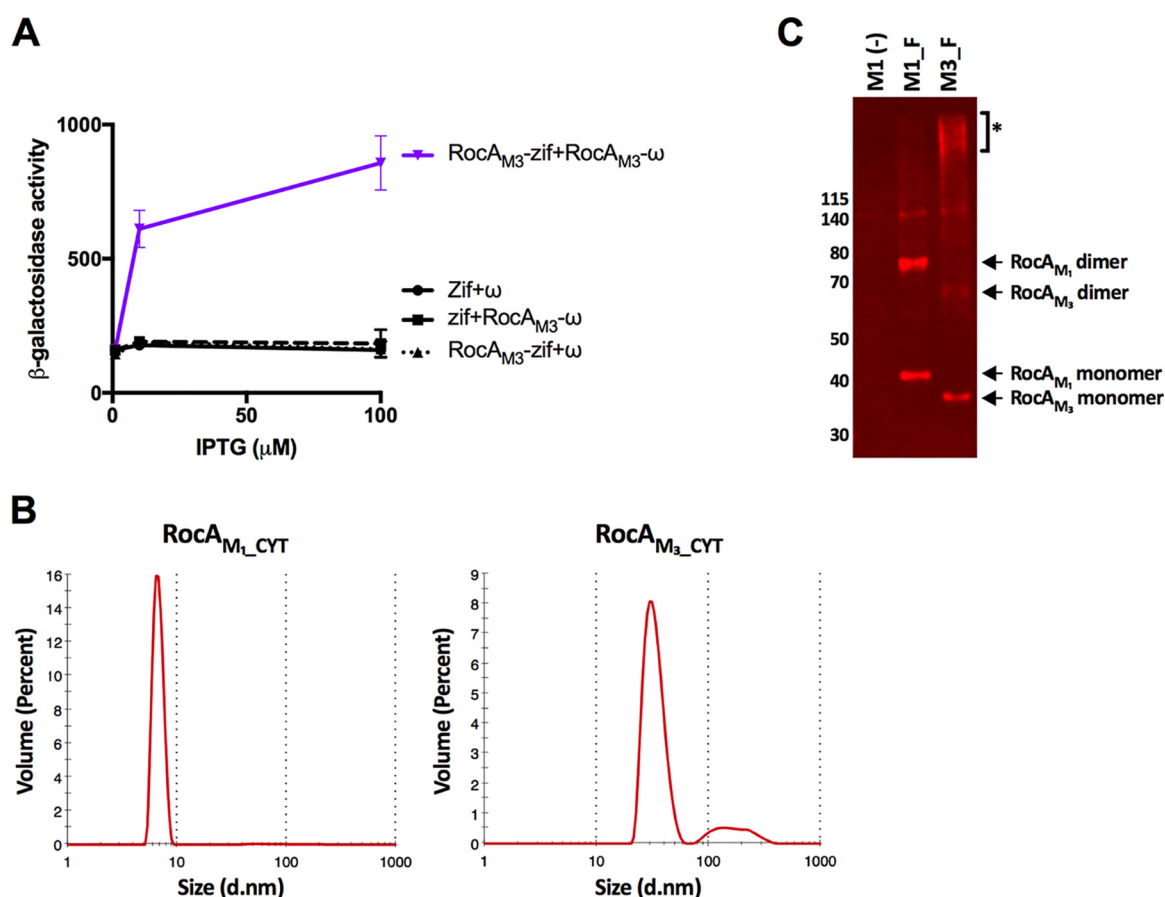 A
1000
500
0
β-galactosidase activity
0
50
100
IPTG (μM)
RocAM3-zif+RocAM3-ω
Zif+ω
zif+RocAM3-ω
RocAM3-zif+ω
C
M1 (-)
M1_F
M3_F
*
115
140
80
70
50
40
30
RocAM1 dimer
RocAM3 dimer
RocAM1 monomer
RocAM3 monomer
B
RocAM1_CYT
16
14
12
10
8
6
4
2
0
Volume (Percent)
1
10
100
1000
Size (d.nm)
RocAM3_CYT
9
8
7
6
5
4
3
2
1
0
Volume (Percent)
1
10
100
1000
Size (d.nm)